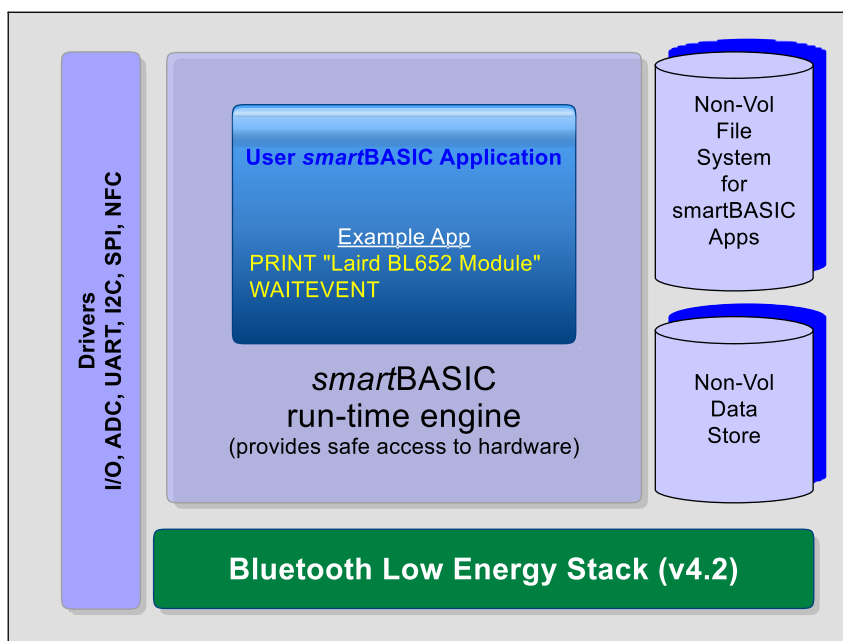 Drivers
I/O, ADC, UART, I2C, SPI, NFC
User smartBASIC Application
Example App
PRINT "Laird BL652 Module"
WAITEVENT
smartBASIC
run-time engine
(provides safe access to hardware)
Non-Vol
File
System
for
smartBASIC
Apps
Non-Vol
Data
Store
Bluetooth Low Energy Stack (v4.2)